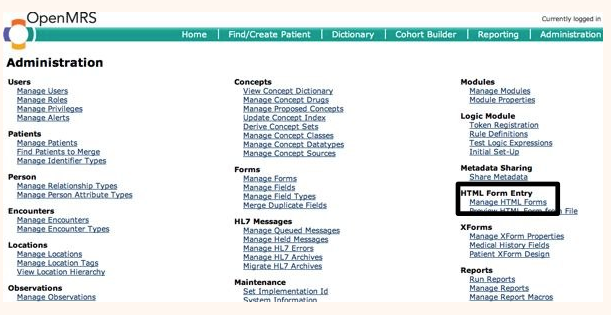 OpenMRS
Currently logged in
Home | Find/Create Patient | Dictionary | Cohort Builder | Reporting | Administration
Administration
Users
Manage Users
Manage Roles
Manage Privileges
Manage Alerts
Patients
Manage Patients
Find Patients to Merge
Manage Identifier Types
Person
Manage Relationship Types
Manage Person Attribute Types
Encounters
Manage Encounters
Manage Encounter Types
Locations
Manage Locations
Manage Location Tags
View Location Hierarchy
Observations
Manage Observations
Concepts
View Concept Dictionary
Manage Concept Drugs
Manage Proposed Concepts
Update Concept Index
Derive Concept Sets
Manage Concept Classes
Manage Concept Datatypes
Manage Concept Sources
Forms
Manage Forms
Manage Fields
Manage Field Types
Merge Duplicate Fields
HL7 Messages
Manage Queued Messages
Manage Held Messages
Manage HL7 Errors
Manage HL7 Archives
Migrate HL7 Archives
Maintenance
Set Implementation Id
System Information
Modules
Manage Modules
Module Properties
Logic Module
Token Registration
Rule Definitions
Test Logic Expressions
Initial Set-Up
Metadata Sharing
Share Metadata
HTML Form Entry
Manage HTML Forms
Preview HTML Form from File
XForms
Manage XForm Properties
Medical History Fields
Patient XForm Design
Reports
Run Reports
Manage Reports
Manage Report Macros